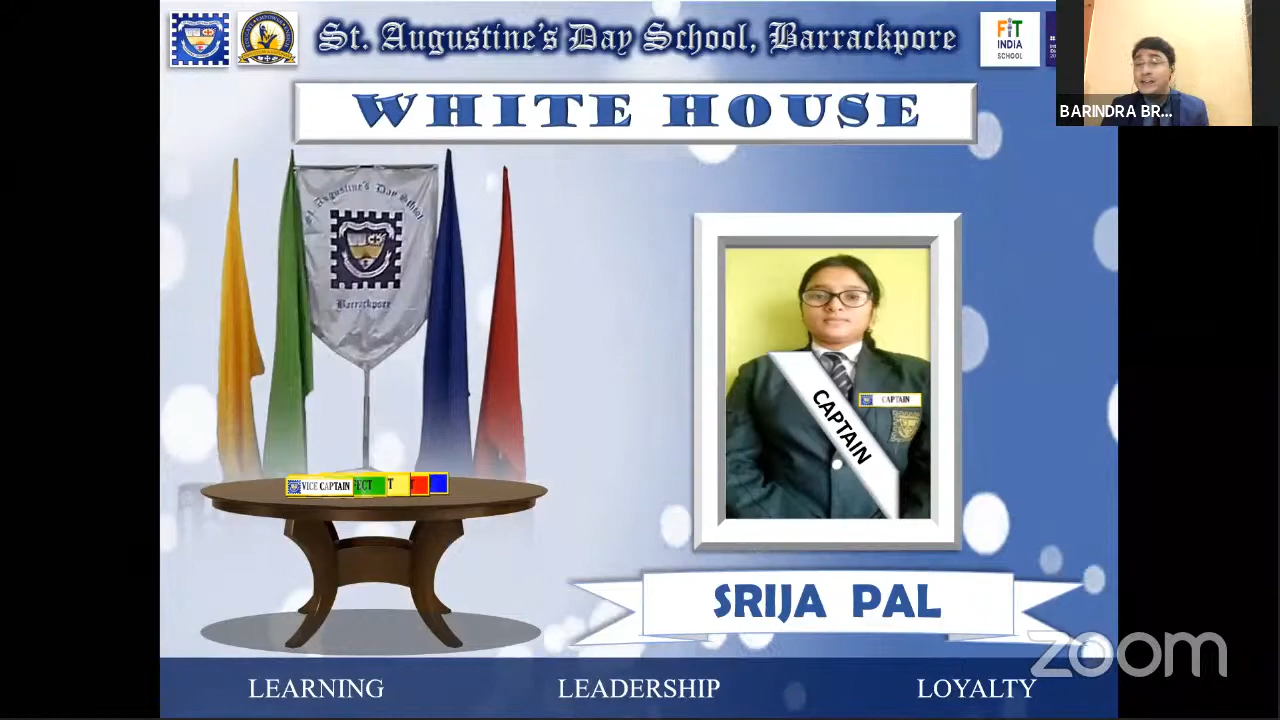 St. Augustine's Day School, Barrackpore
FiT
INDIA
SCHOOL
BARINDRA BR...
WHITE HOUSE
St. Augustine's Day School
Barrackpore
CAPTAIN
CAPTAIN
VICE CAPTAIN
FECT
T
SRIJA PAL
zoom
LEARNING
LEADERSHIP
LOYALTY